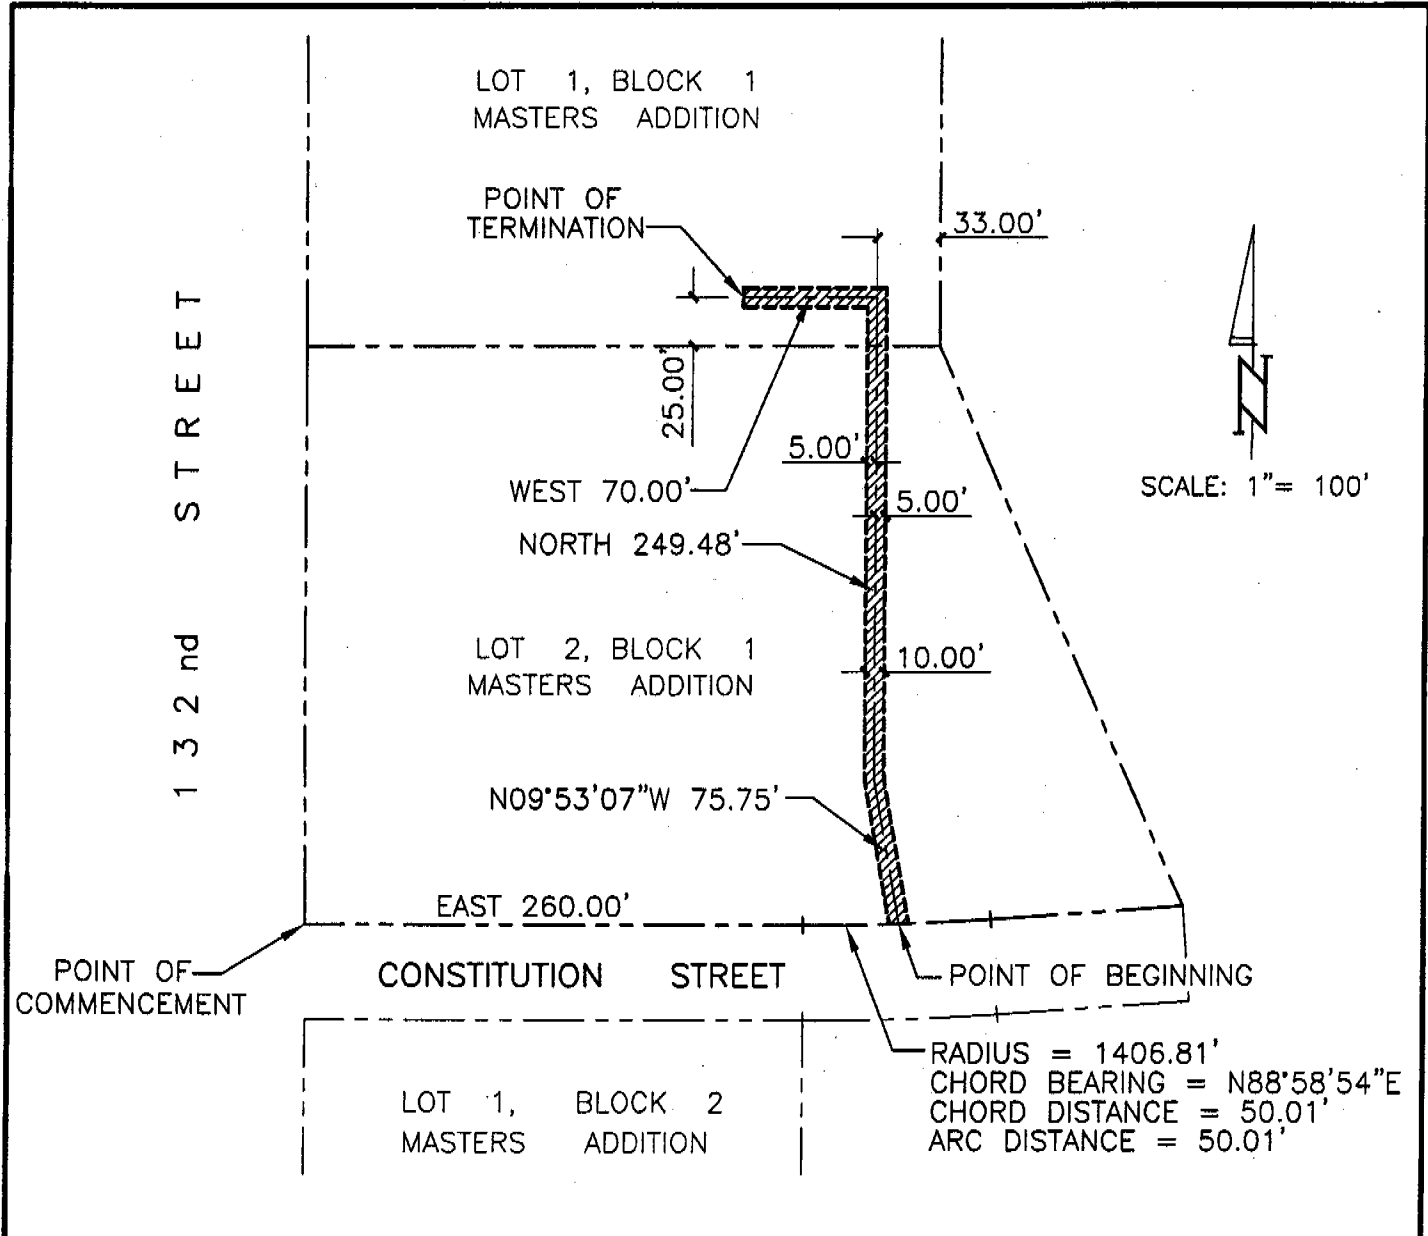 LOT 1, BLOCK 1
MASTERS ADDITION
POINT OF
TERMINATION
33.00'
132nd STREET
25.00'
5.00'
WEST 70.00'
5.00'
SCALE: 1"= 100'
N
NORTH 249.48'
LOT 2, BLOCK 1
MASTERS ADDITION
10.00'
N09°53'07"W 75.75'
EAST 260.00'
POINT OF
COMMENCEMENT
CONSTITUTION STREET
POINT OF BEGINNING
RADIUS = 1406.81'
CHORD BEARING = N88°58'54"E
CHORD DISTANCE = 50.01'
ARC DISTANCE = 50.01'
LOT 1, BLOCK 2
MASTERS ADDITION